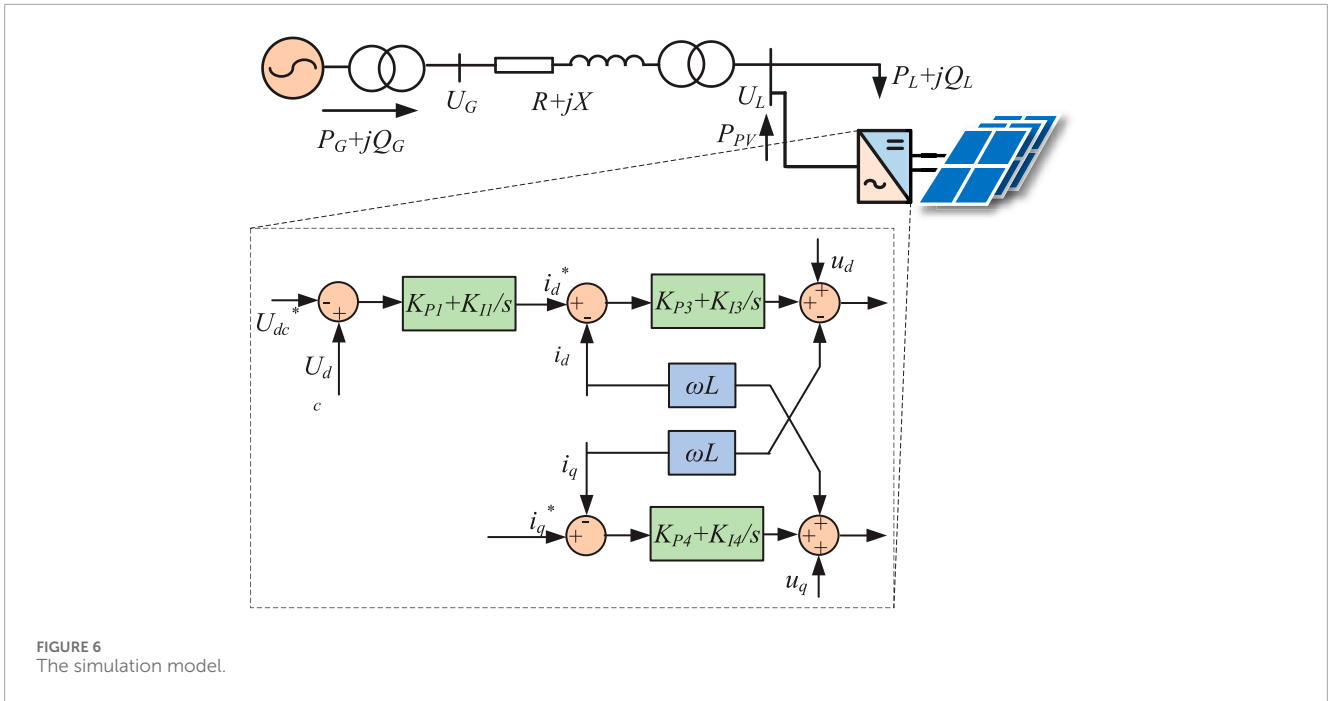 U_G
R+jX
U_L
P_L+jQ_L
P_G+jQ_G
P_PV
u_d
i_d*
- +
K_P1+K_I1/s
+ -
K_P3+K_I3/s
+ + -
U_dc*
U_d
c
i_d
ωL
ωL
i_q
i_q*
- +
K_P4+K_I4/s
+ + +
u_q
FIGURE 6
The simulation model.